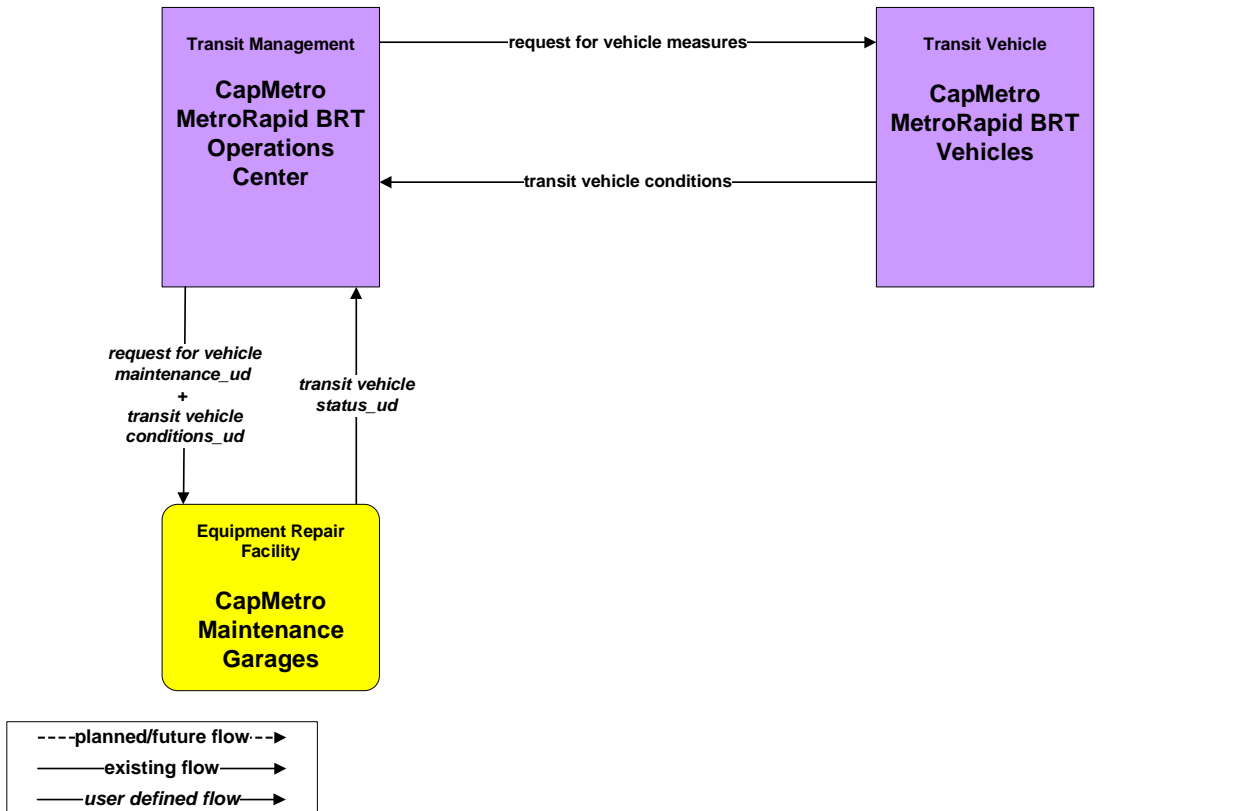 Transit Management
CapMetro
MetroRapid BRT
Operations
Center
request for vehicle measures
Transit Vehicle
CapMetro
MetroRapid BRT
Vehicles
transit vehicle conditions
request for vehicle
maintenance_ud
+
transit vehicle
conditions_ud
transit vehicle
status_ud
Equipment Repair
Facility
CapMetro
Maintenance
Garages
planned/future flow
existing flow
user defined flow